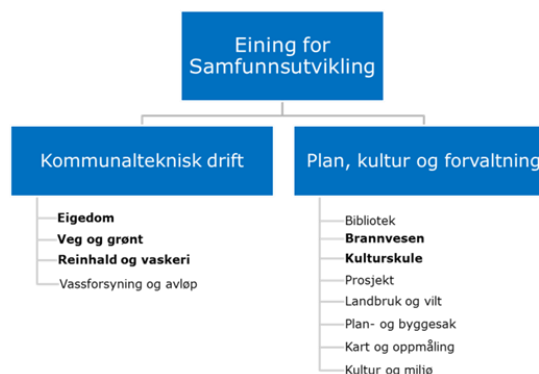 Eining for
Samfunnsutvikling
Kommunalteknisk drift
Eigedom
Veg og grønt
Reinhald og vaskeri
Vassforsyning og avløp
Plan, kultur og forvaltning
Bibliotek
Brannvesen
Kulturskule
Prosjekt
Landbruk og vilt
Plan- og byggesak
Kart og oppmåling
Kultur og miljø